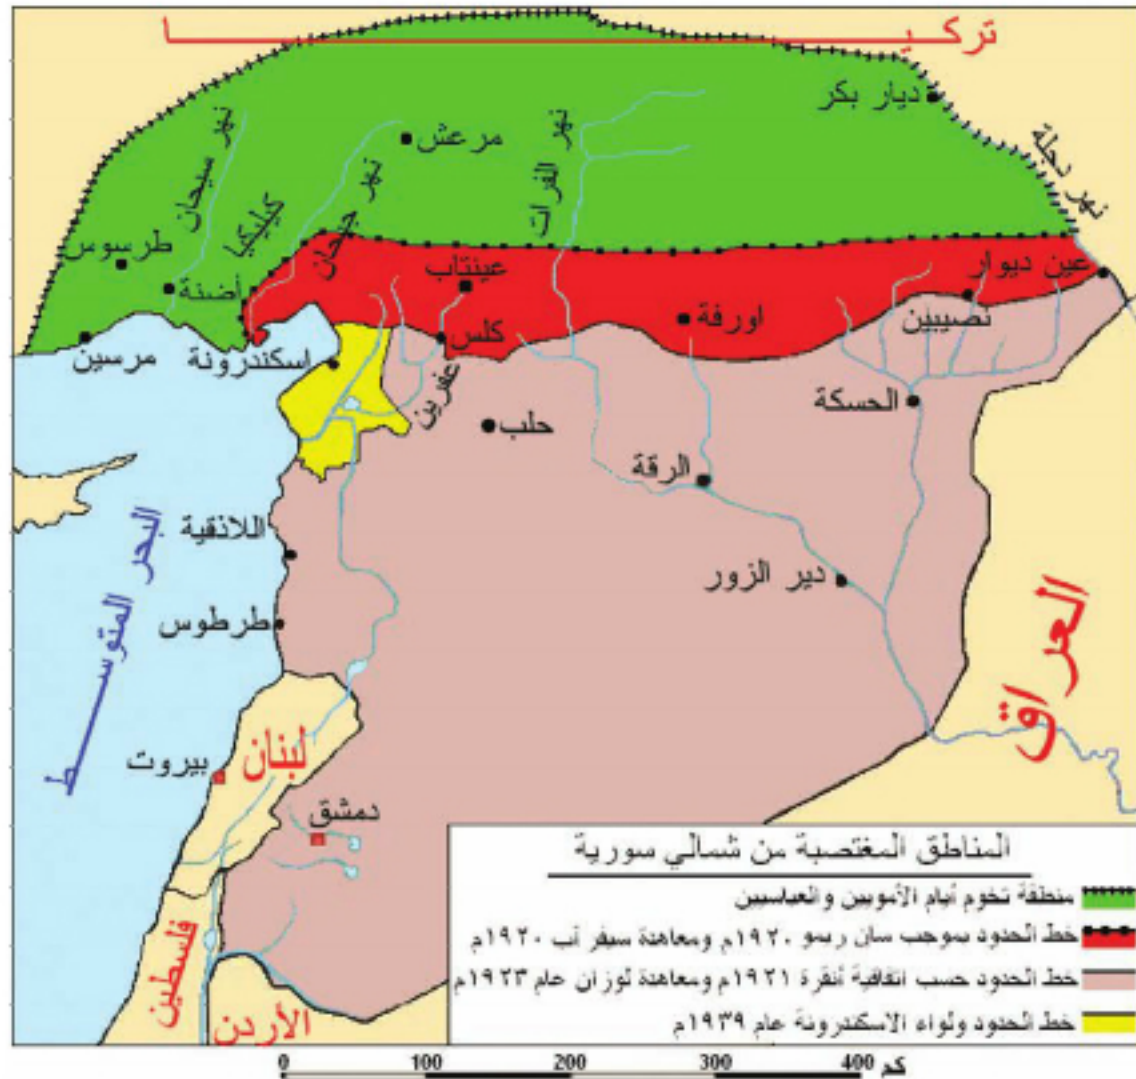 تركيا
ديار بكر
نهر دجلة
مرعش
نهر سيحان
نهر جيحان
نهر الفرات
كيليكيا
طرسوس
أضنة
عينتاب
عين ديوار
نصيبين
اورفة
كلس
مرسين
اسكندرونة
عفرين
حلب
الحسكة
الرقة
اللاذقية
دير الزور
طرطوس
البحر المتوسط
العراق
لبنان
بيروت
دمشق
فلسطين
الأردن
المناطق المغتصبة من شمالي سورية
منطقة تخوم أيام الأمويين والعباسيين
خط الحدود بموجب سان ريمو ١٩٢٠م ومعاهدة سيفر آب ١٩٢٠م
خط الحدود حسب اتفاقية أنقرة ١٩٢١م ومعاهدة لوزان عام ١٩٢٣م
خط الحدود ولواء الاسكندرونة عام ١٩٣٩م
0 100 200 300 400 كم